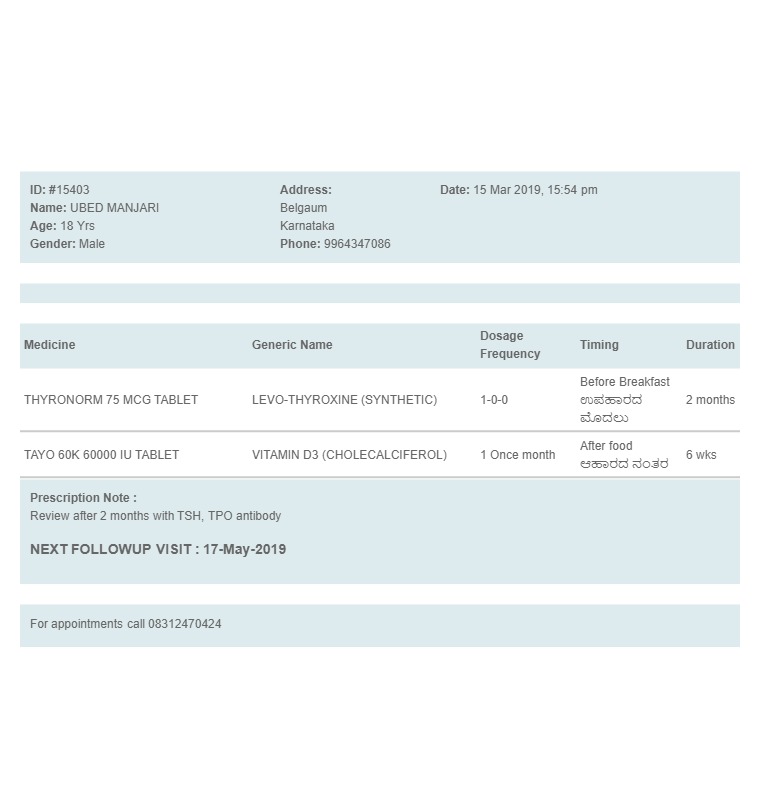 ID: #15403
Name: UBED MANJARI
Age: 18 Yrs
Gender: Male
Address:
Belgaum
Karnataka
Phone: 9964347086
Date: 15 Mar 2019, 15:54 pm
Medicine
Generic Name
Dosage
Frequency
Timing
Duration
THYRONORM 75 MCG TABLET
LEVO-THYROXINE (SYNTHETIC)
1-0-0
Before Breakfast
ಉಪಹಾರದ
ಮೊದಲು
2 months
TAYO 60K 60000 IU TABLET
VITAMIN D3 (CHOLECALCIFEROL)
1 Once month
After food
ಆಹಾರದ ನಂತರ
6 wks
Prescription Note :
Review after 2 months with TSH, TPO antibody
NEXT FOLLOWUP VISIT : 17-May-2019
For appointments call 08312470424